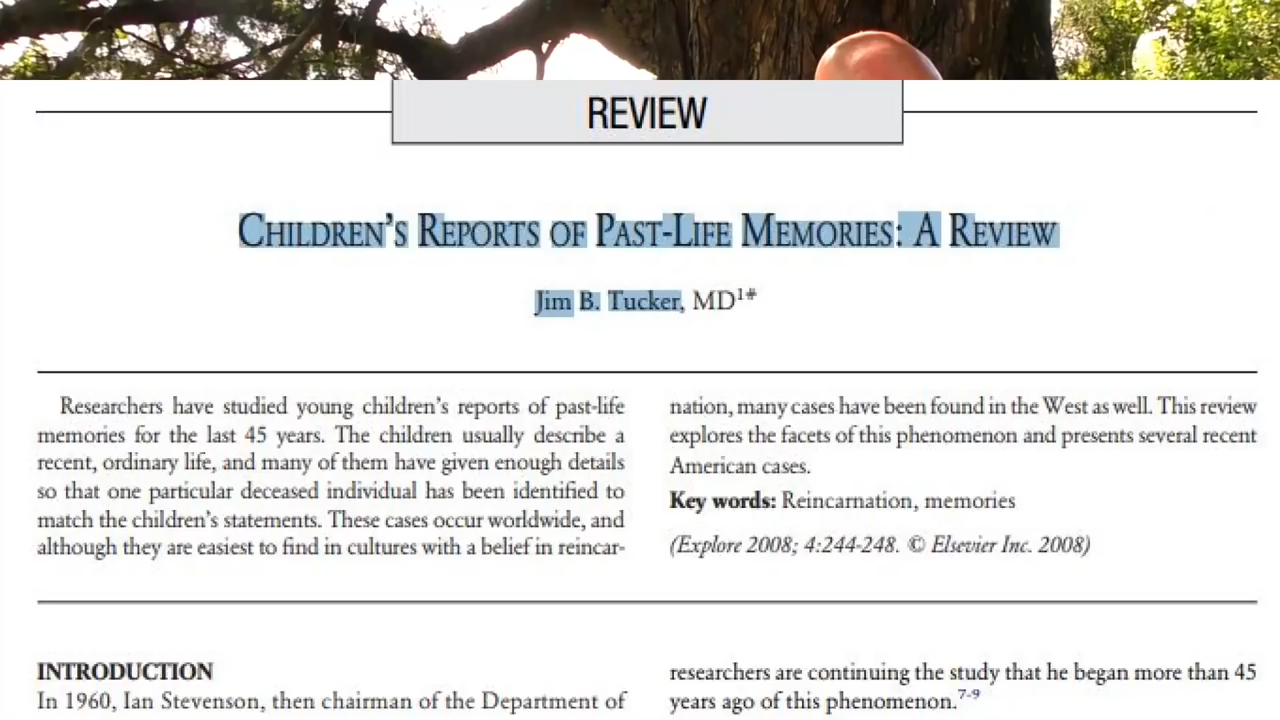 REVIEW
CHILDREN'S REPORTS OF PAST-LIFE MEMORIES: A REVIEW
Jim B. Tucker, MD1#
Researchers have studied young children's reports of past-life
memories for the last 45 years. The children usually describe a
recent, ordinary life, and many of them have given enough details
so that one particular deceased individual has been identified to
match the children's statements. These cases occur worldwide, and
although they are easiest to find in cultures with a belief in reincar-
nation, many cases have been found in the West as well. This review
explores the facets of this phenomenon and presents several recent
American cases.
Key words: Reincarnation, memories
(Explore 2008; 4:244-248. © Elsevier Inc. 2008)
INTRODUCTION
In 1960, Ian Stevenson, then chairman of the Department of
researchers are continuing the study that he began more than 45
years ago of this phenomenon.7-9